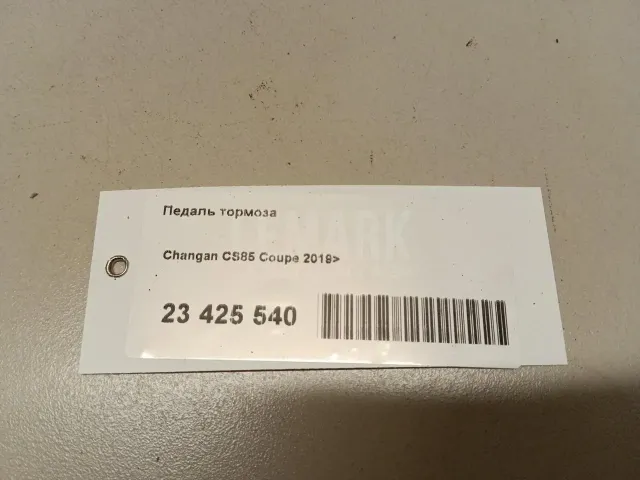 Педаль тормоза
Changan CS85 Coupe 2019>
23 425 540